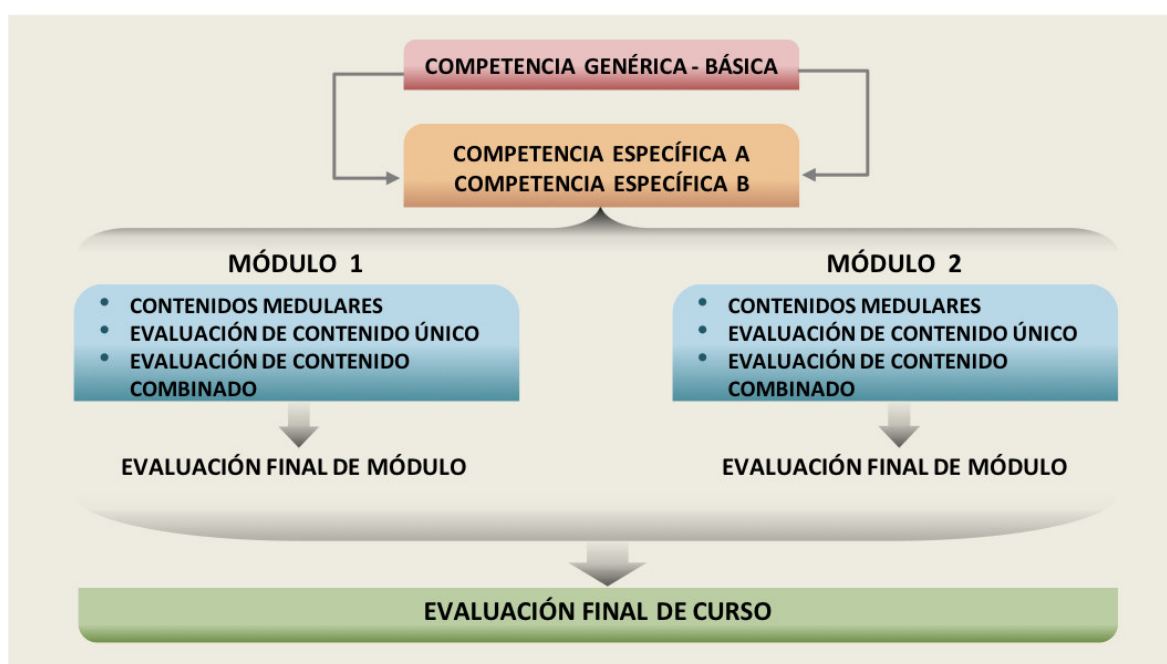 COMPETENCIA GENÉRICA - BÁSICA
COMPETENCIA ESPECÍFICA A
COMPETENCIA ESPECÍFICA B
MÓDULO 1
• CONTENIDOS MEDULARES
• EVALUACIÓN DE CONTENIDO ÚNICO
• EVALUACIÓN DE CONTENIDO
COMBINADO
EVALUACIÓN FINAL DE MÓDULO
MÓDULO 2
• CONTENIDOS MEDULARES
• EVALUACIÓN DE CONTENIDO ÚNICO
• EVALUACIÓN DE CONTENIDO
COMBINADO
EVALUACIÓN FINAL DE MÓDULO
EVALUACIÓN FINAL DE CURSO